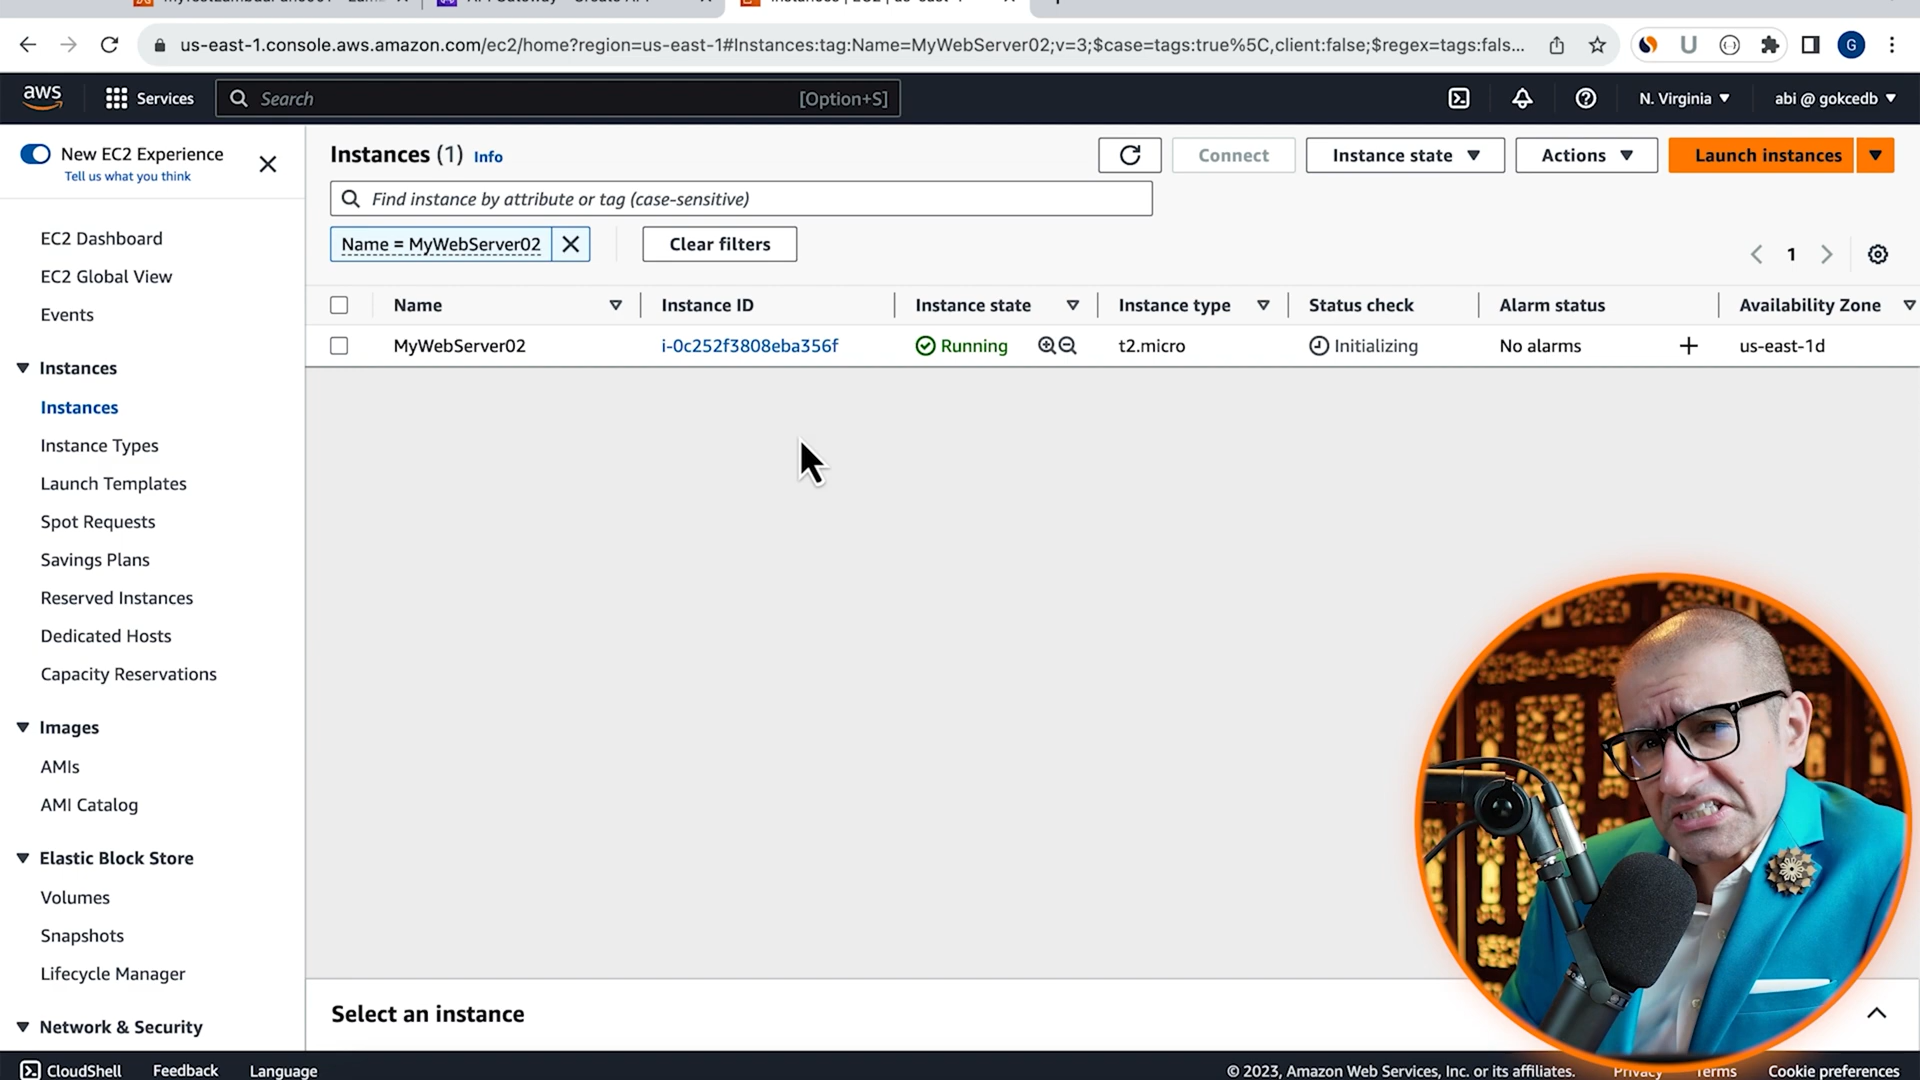 us-east-1.console.aws.amazon.com/ec2/home?region=us-east-1#Instances:tag:Name=MyWebServer02;v=3;$case=tags:true%5C,client:false;$regex=tags:fals...
U
G
aws
Services
Search
[Option+S]
N. Virginia
abi @ gokcedb
New EC2 Experience
Tell us what you think
EC2 Dashboard
EC2 Global View
Events
Instances
Instances
Instance Types
Launch Templates
Spot Requests
Savings Plans
Reserved Instances
Dedicated Hosts
Capacity Reservations
Images
AMIs
AMI Catalog
Elastic Block Store
Volumes
Snapshots
Lifecycle Manager
Network & Security
Instances (1) Info
Connect
Instance state
Actions
Launch instances
Find instance by attribute or tag (case-sensitive)
Name = MyWebServer02
Clear filters
1
Name
Instance ID
Instance state
Instance type
Status check
Alarm status
Availability Zone
MyWebServer02
i-0c252f3808eba356f
Running
t2.micro
Initializing
No alarms
us-east-1d
Select an instance
CloudShell
Feedback
Language
© 2023, Amazon Web Services, Inc. or its affiliates.
Privacy
Terms
Cookie preferences